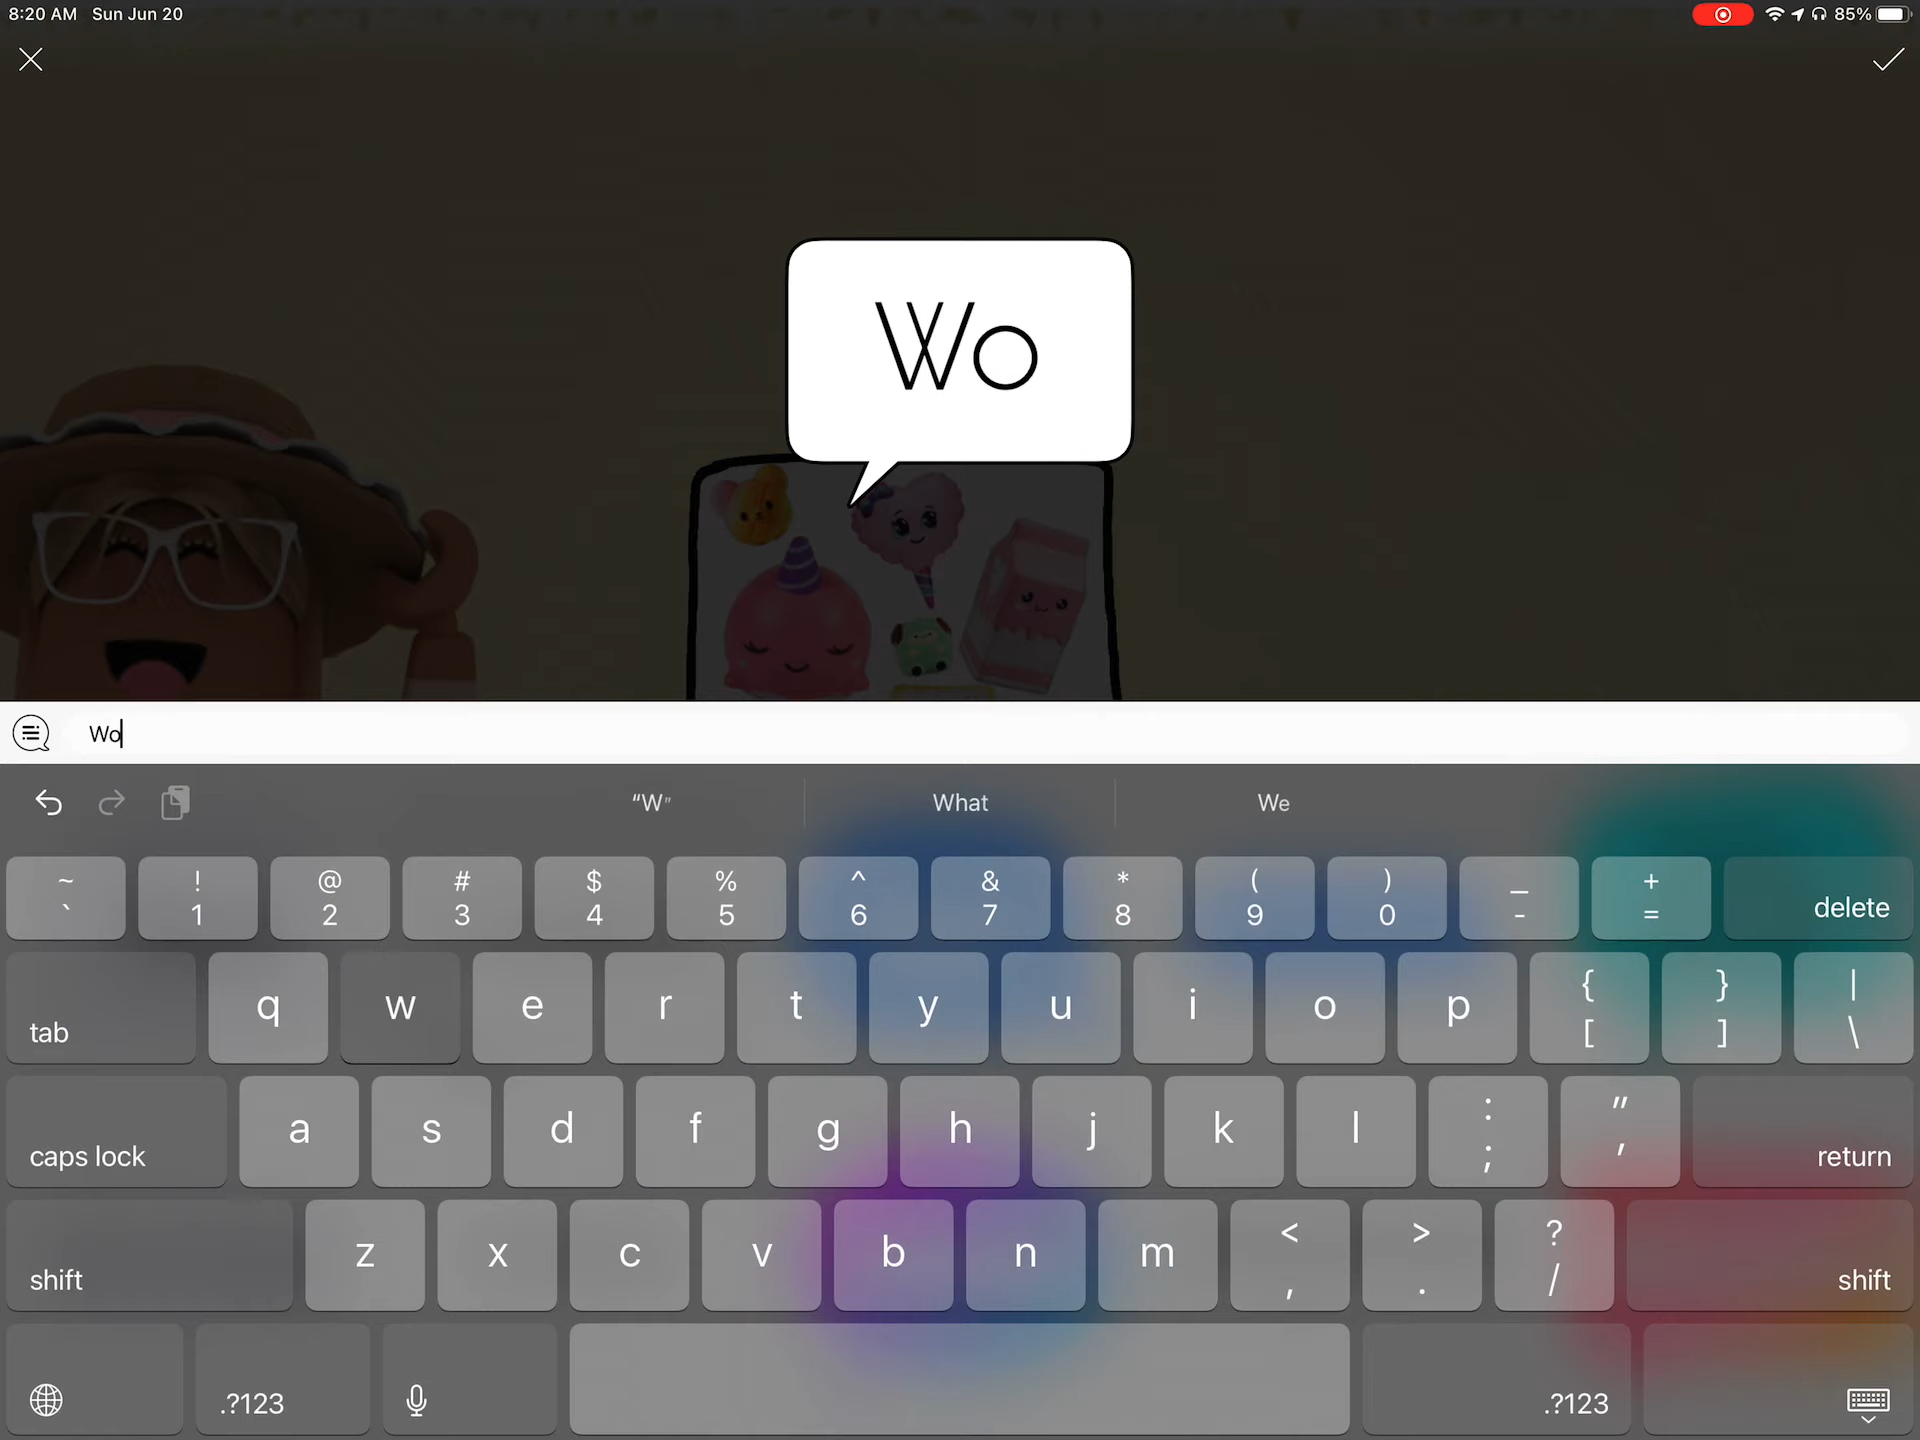 8:20 AM Sun Jun 20 85%
Wo
Wo
“W” What We
~ ! @ # $ % ^ & * ( ) _ +
` 1 2 3 4 5 6 7 8 9 0 - = delete
tab q w e r t y u i o p { [ } ] | \
caps lock a s d f g h j k l : ; " ' return
shift z x c v b n m < , > . ? / shift
.?123 .?123